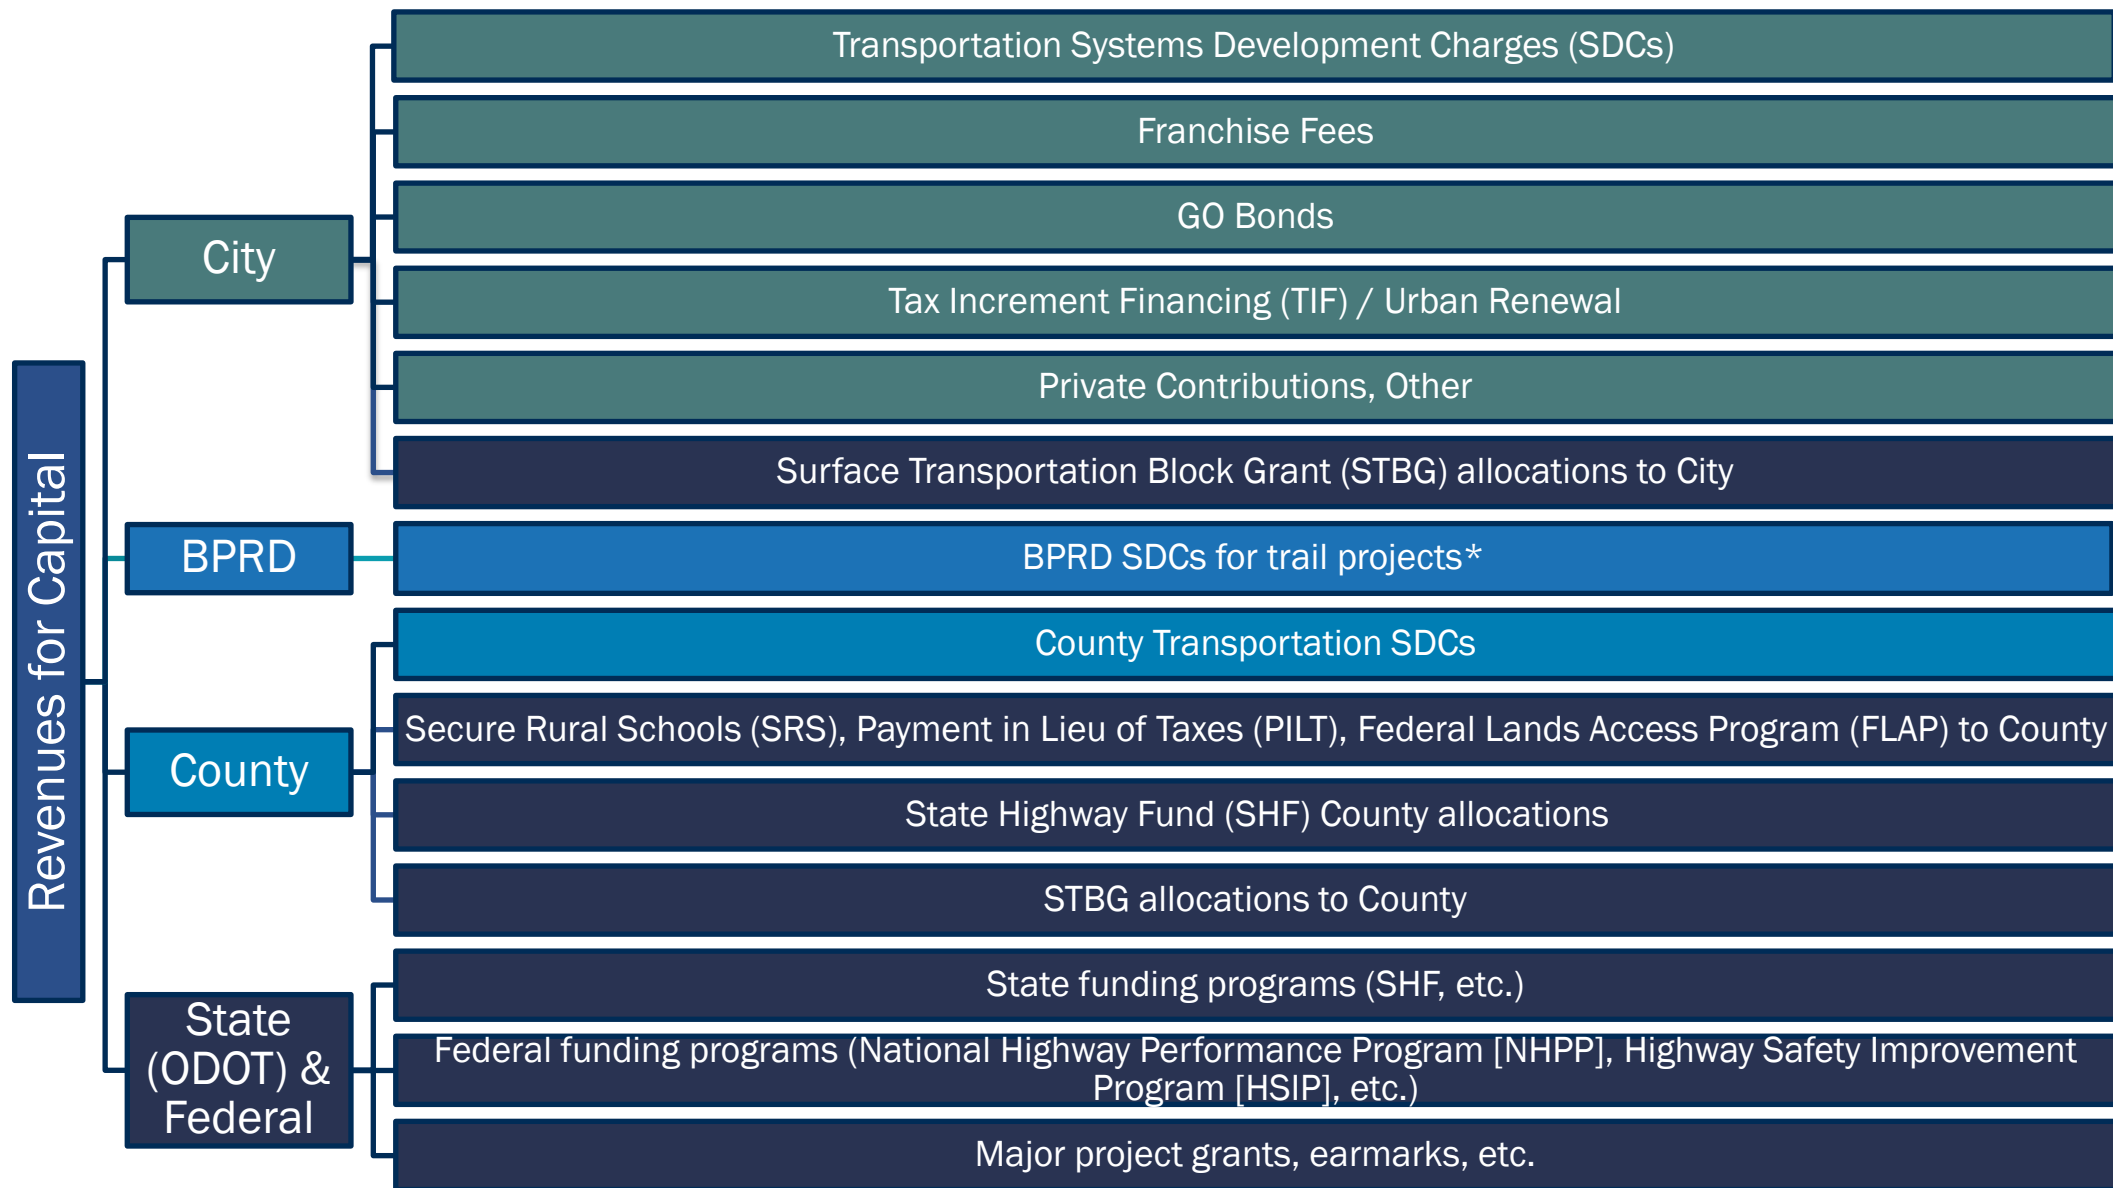 Revenues for Capital
City
Transportation Systems Development Charges (SDCs)
Franchise Fees
GO Bonds
Tax Increment Financing (TIF) / Urban Renewal
Private Contributions, Other
Surface Transportation Block Grant (STBG) allocations to City
BPRD
BPRD SDCs for trail projects*
County
County Transportation SDCs
Secure Rural Schools (SRS), Payment in Lieu of Taxes (PILT), Federal Lands Access Program (FLAP) to County
State Highway Fund (SHF) County allocations
STBG allocations to County
State
(ODOT) &
Federal
State funding programs (SHF, etc.)
Federal funding programs (National Highway Performance Program [NHPP], Highway Safety Improvement
Program [HSIP], etc.)
Major project grants, earmarks, etc.